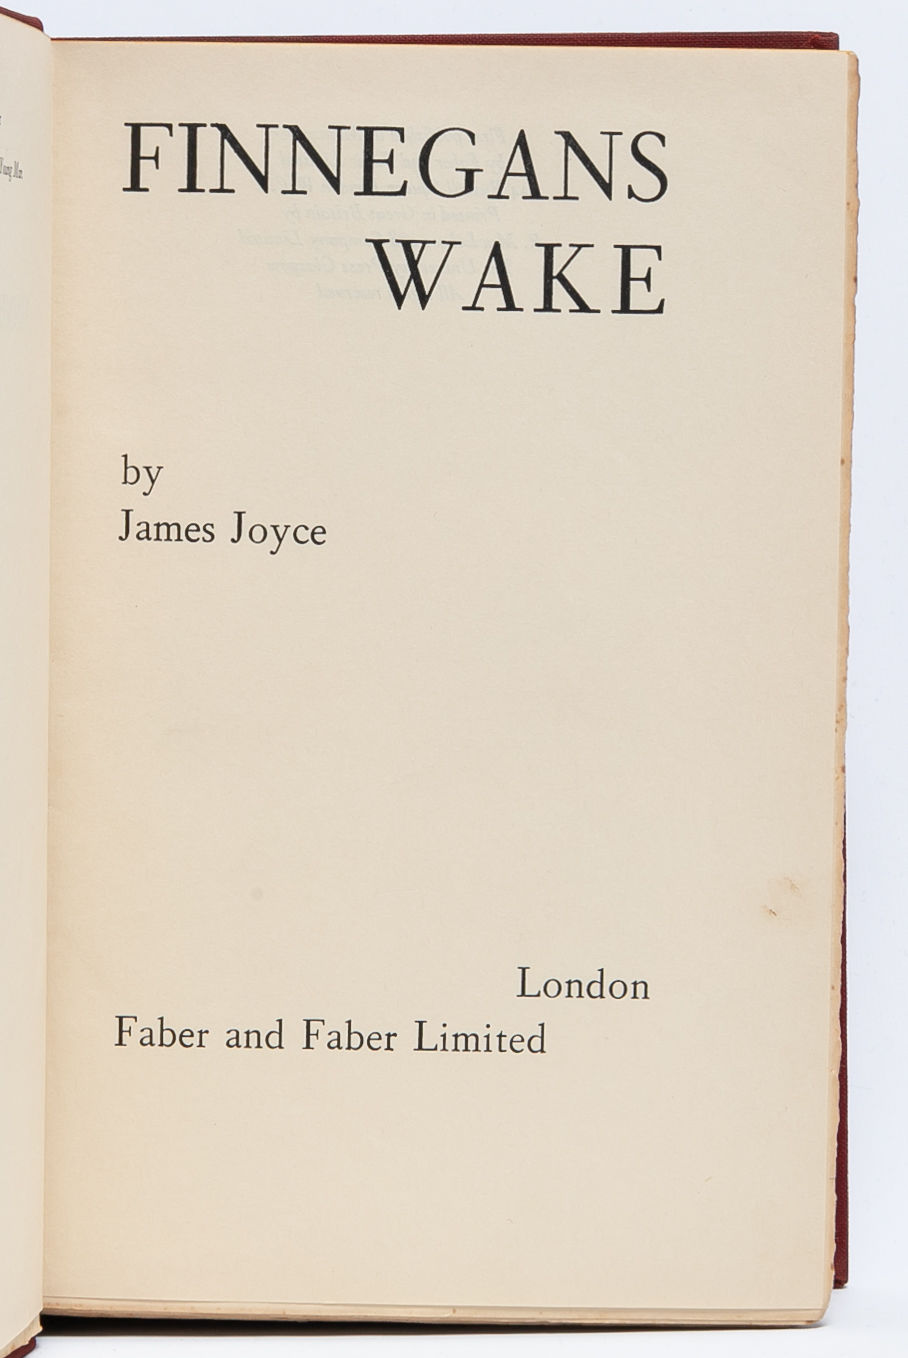 FINNEGANS
WAKE
by
James Joyce
London
Faber and Faber Limited